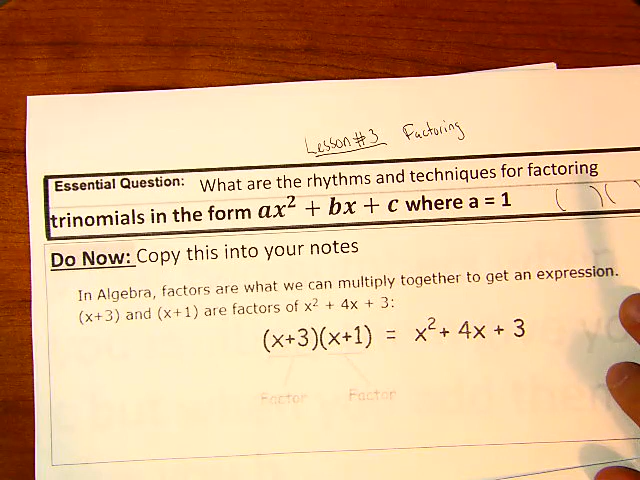 Lesson #3 Factoring
Essential Question: What are the rhythms and techniques for factoring
trinomials in the form ax² + bx + c where a = 1 ( )(
Do Now: Copy this into your notes
In Algebra, factors are what we can multiply together to get an expression.
(x+3) and (x+1) are factors of x² + 4x + 3:
(x+3)(x+1) = x² + 4x + 3
Factor Factor